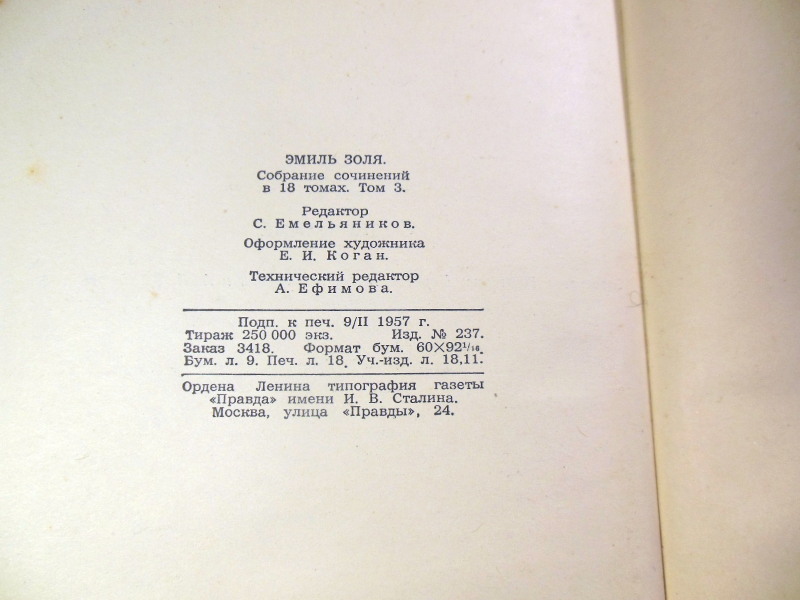 ЭМИЛЬ ЗОЛЯ.
Собрание сочинений
в 18 томах. Том 3.
Редактор
С. Емельяников.
Оформление художника
Е. И. Коган.
Технический редактор
А. Ефимова.
Подп. к печ. 9/II 1957 г.
Тираж 250 000 экз. Изд. № 237.
Заказ 3418. Формат бум. 60×92¹/₁₆.
Бум. л. 9. Печ. л. 18. Уч.-изд. л. 18,11.
Ордена Ленина типография газеты
«Правда» имени И. В. Сталина.
Москва, улица «Правды», 24.